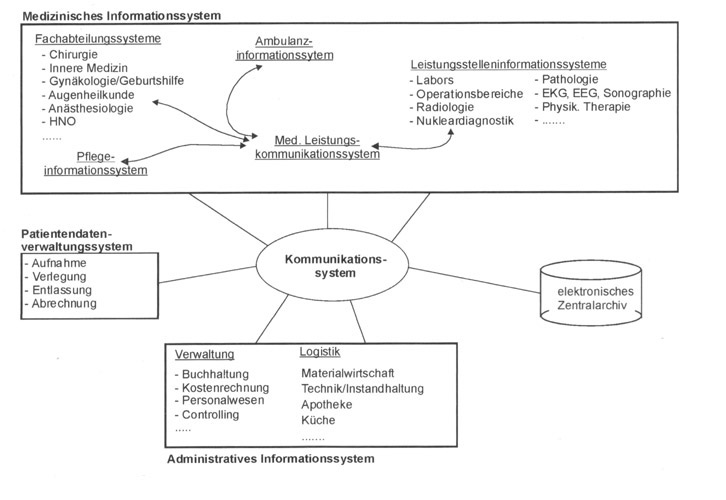 Medizinisches Informationssystem
Fachabteilungssysteme
- Chirurgie
- Innere Medizin
- Gynäkologie/Geburtshilfe
- Augenheilkunde
- Anästhesiologie
- HNO
......
Pflege-
informationssystem
Ambulanz-
informationssytem
Med. Leistungs-
kommunikationssystem
Leistungsstelleninformationssysteme
- Labors
- Operationsbereiche
- Radiologie
- Nukleardiagnostik
- Pathologie
- EKG, EEG, Sonographie
- Physik. Therapie
- .......
Patientendaten-
verwaltungssystem
- Aufnahme
- Verlegung
- Entlassung
- Abrechnung
Kommunikations-
system
elektronisches
Zentralarchiv
Verwaltung
- Buchhaltung
- Kostenrechnung
- Personalwesen
- Controlling
.....
Logistik
Materialwirtschaft
Technik/Instandhaltung
Apotheke
Küche
.......
Administratives Informationssystem